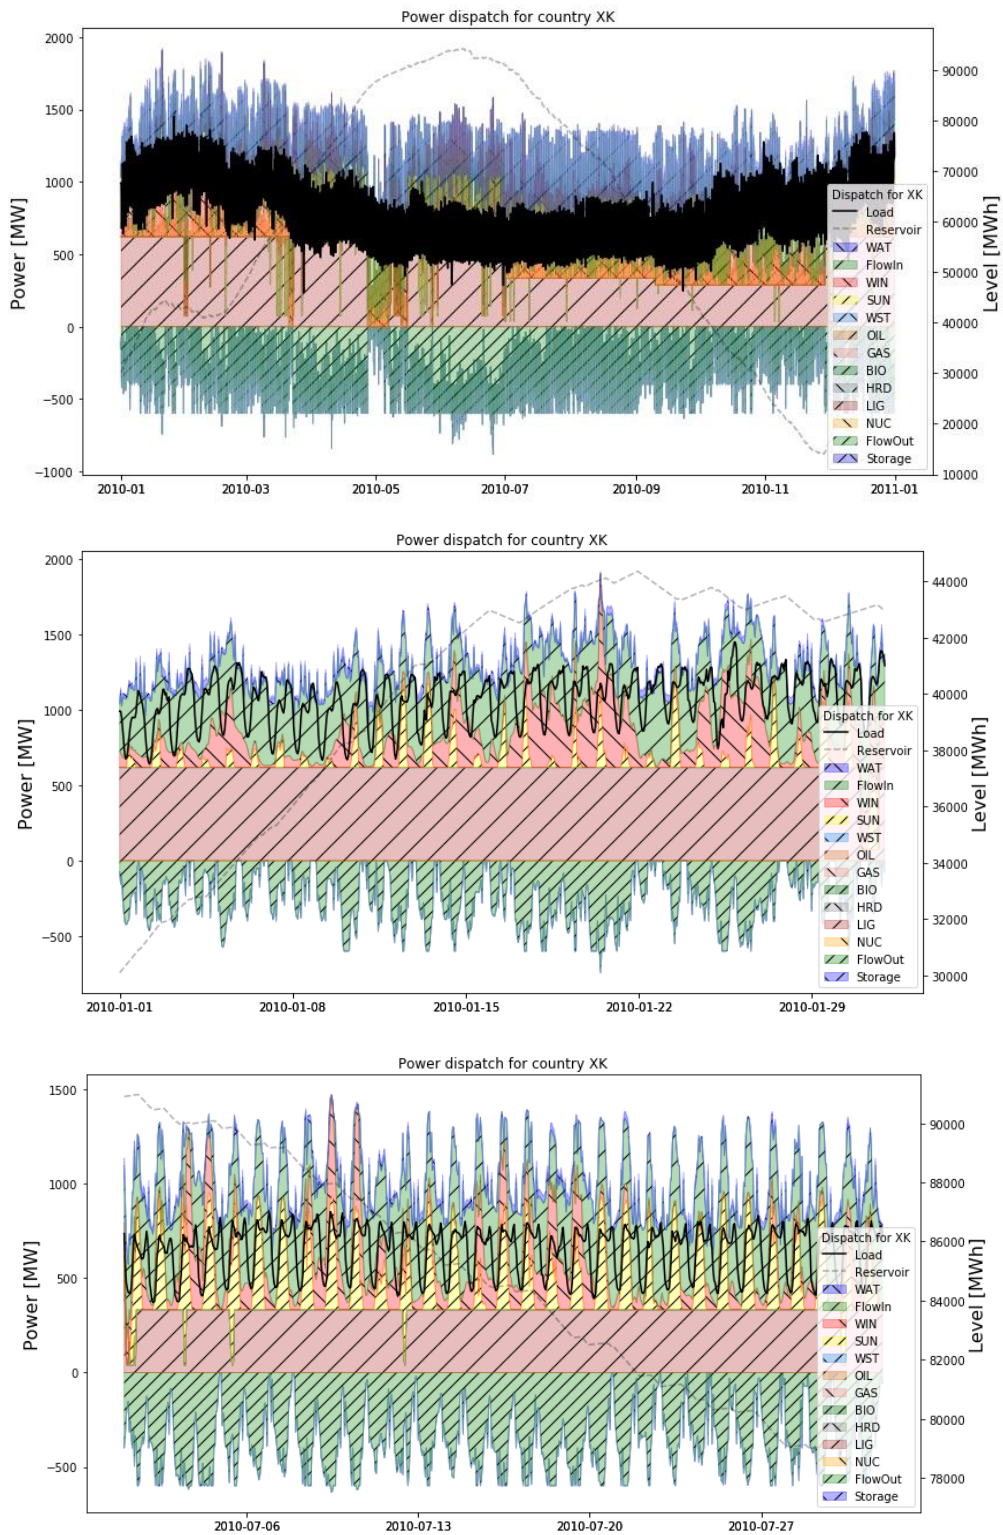 Power dispatch for country XK
2000
1500
1000
500
0
−500
−1000
Power [MW]
90000
80000
70000
60000
50000
40000
30000
20000
10000
Level [MWh]
Dispatch for XK
Load
Reservoir
WAT
FlowIn
WIN
SUN
WST
OIL
GAS
BIO
HRD
LIG
NUC
FlowOut
Storage
2010-01 2010-03 2010-05 2010-07 2010-09 2010-11 2011-01
Power dispatch for country XK
2000
1500
1000
500
0
−500
Power [MW]
44000
42000
40000
38000
36000
34000
32000
30000
Level [MWh]
Dispatch for XK
Load
Reservoir
WAT
FlowIn
WIN
SUN
WST
OIL
GAS
BIO
HRD
LIG
NUC
FlowOut
Storage
2010-01-01 2010-01-08 2010-01-15 2010-01-22 2010-01-29
Power dispatch for country XK
1500
1000
500
0
−500
Power [MW]
90000
88000
86000
84000
82000
80000
78000
Level [MWh]
Dispatch for XK
Load
Reservoir
WAT
FlowIn
WIN
SUN
WST
OIL
GAS
BIO
HRD
LIG
NUC
FlowOut
Storage
2010-07-06 2010-07-13 2010-07-20 2010-07-27